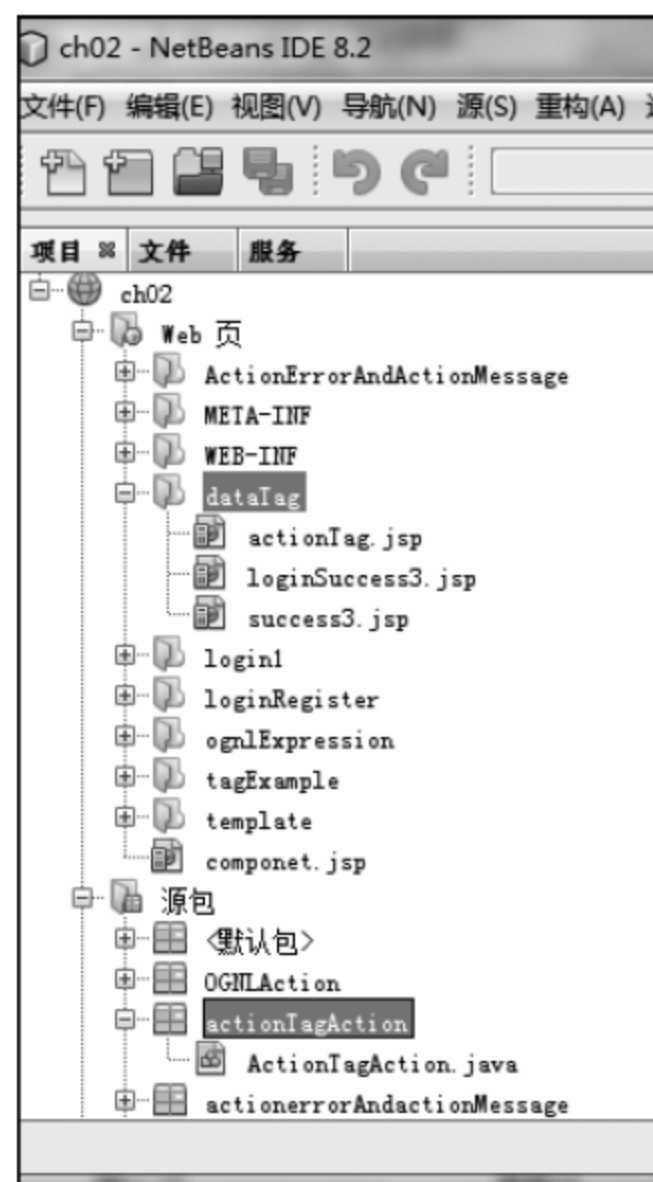 ch02 - NetBeans IDE 8.2
文件(F) 编辑(E) 视图(V) 导航(N) 源(S) 重构(A)
项目 文件 服务
ch02
Web 页
ActionErrorAndActionMessage
META-INF
WEB-INF
dataTag
actionTag.jsp
loginSuccess3.jsp
success3.jsp
login1
loginRegister
ognlExpression
tagExample
template
componet.jsp
源包
<默认包>
OGNLAction
actionTagAction
ActionTagAction.java
actionerrorAndactionMessage